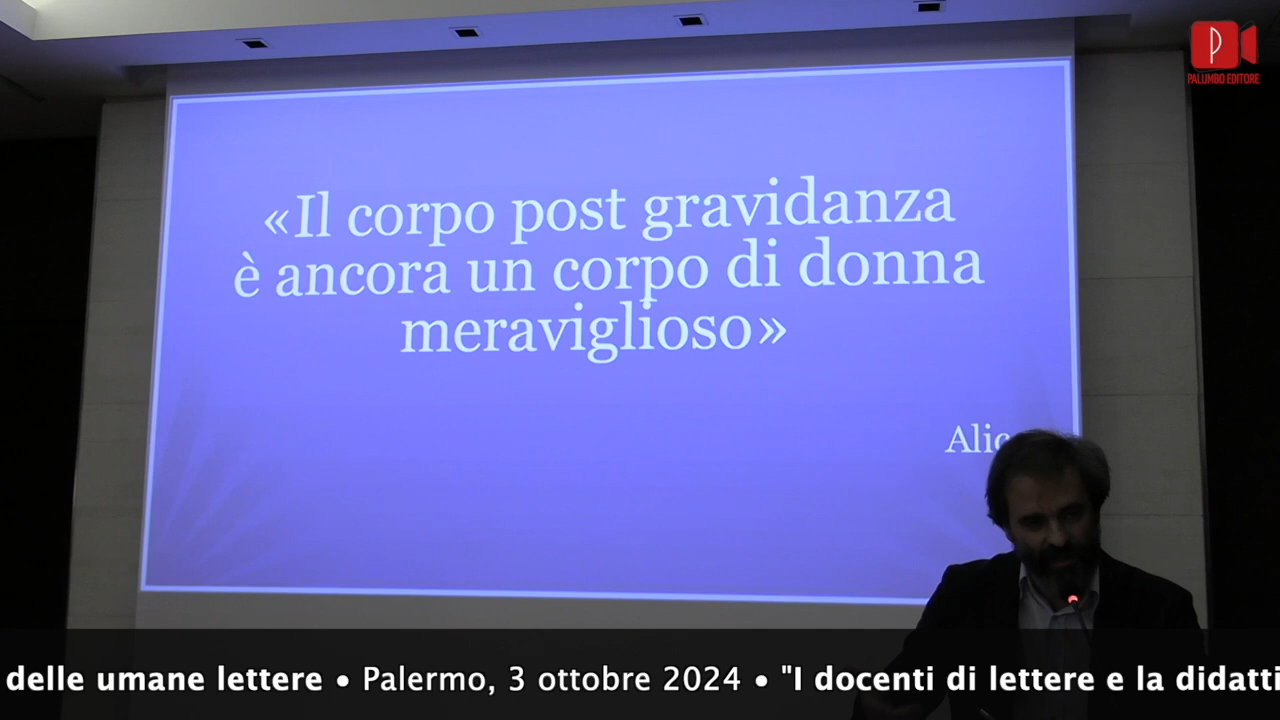 PALUMBO EDITORE
«Il corpo post gravidanza
è ancora un corpo di donna
meraviglioso»
delle umane lettere • Palermo, 3 ottobre 2024 • "I docenti di lettere e la